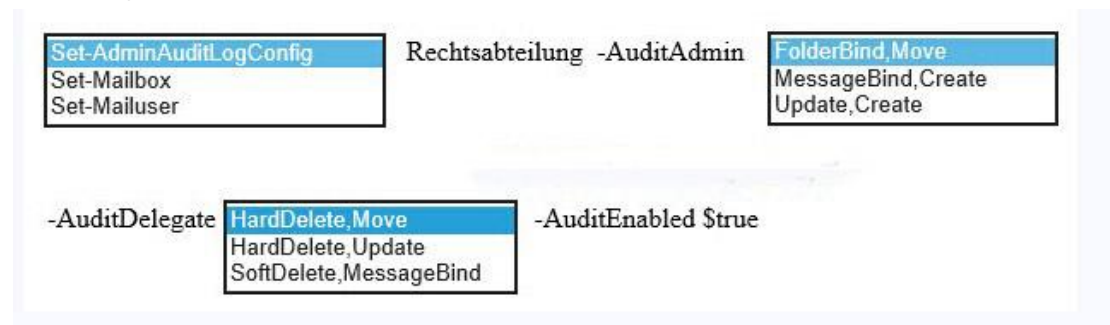 Set-AdminAuditLogConfig
Set-Mailbox
Set-Mailuser
Rechtsabteilung -AuditAdmin
FolderBind,Move
MessageBind,Create
Update,Create
-AuditDelegate
HardDelete,Move
HardDelete,Update
SoftDelete,MessageBind
-AuditEnabled $true